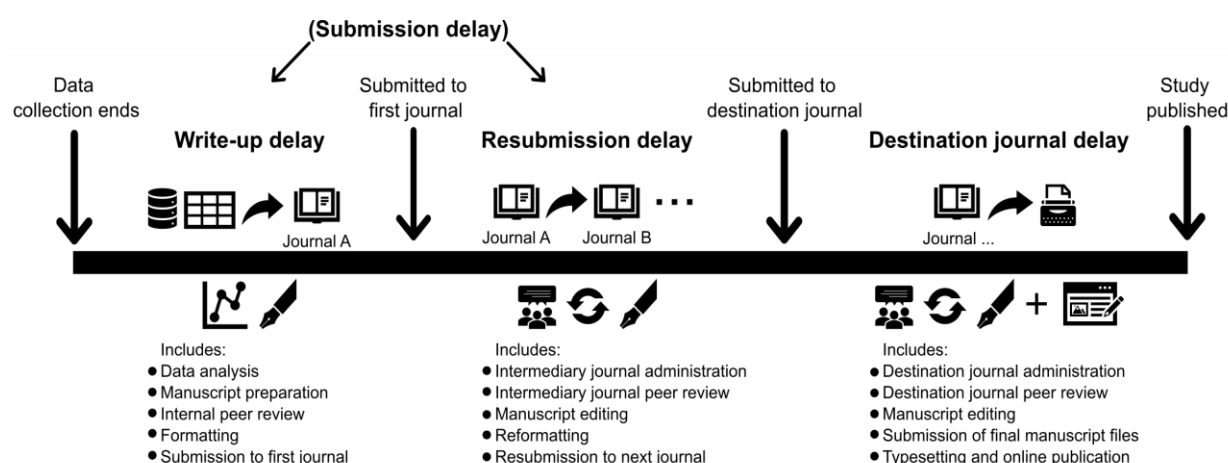 (Submission delay)
Data
collection ends
Submitted to
first journal
Submitted to
destination journal
Study
published
Write-up delay
Resubmission delay
Destination journal delay
Journal A
Journal A
Journal B
...
Journal ...
+
Includes:
● Data analysis
● Manuscript preparation
● Internal peer review
● Formatting
● Submission to first journal
Includes:
● Intermediary journal administration
● Intermediary journal peer review
● Manuscript editing
● Reformatting
● Resubmission to next journal
Includes:
● Destination journal administration
● Destination journal peer review
● Manuscript editing
● Submission of final manuscript files
● Typesetting and online publication